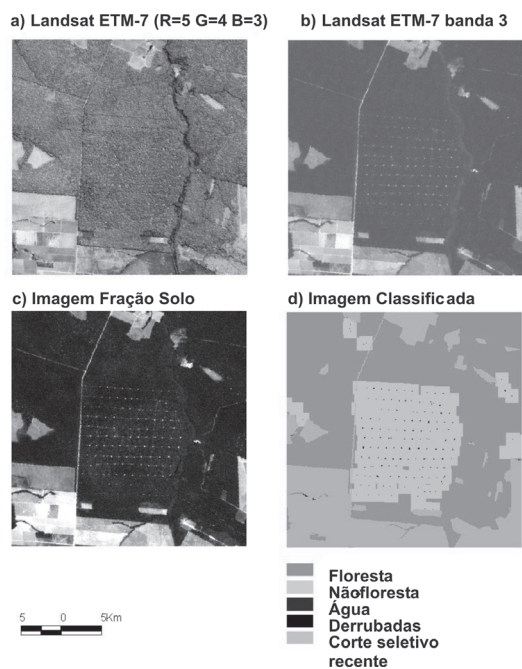 a) Landsat ETM-7 (R=5 G=4 B=3)
b) Landsat ETM-7 banda 3
c) Imagem Fração Solo
d) Imagem Classificada
Floresta
Nãofloresta
Água
Derrubadas
Corte seletivo
recente
5 0 5Km